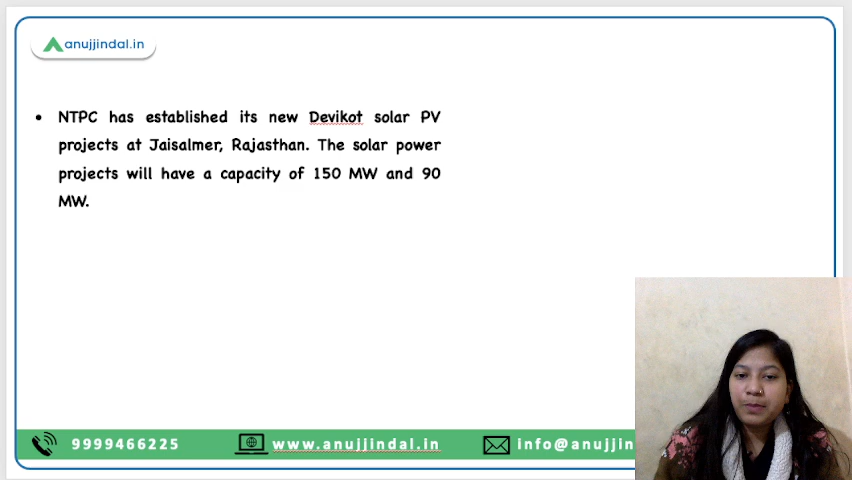 anujjindal.in
• NTPC has established its new Devikot solar PV
projects at Jaisalmer, Rajasthan. The solar power
projects will have a capacity of 150 MW and 90
MW.
9999466225 www.anujjindal.in info@anujjin